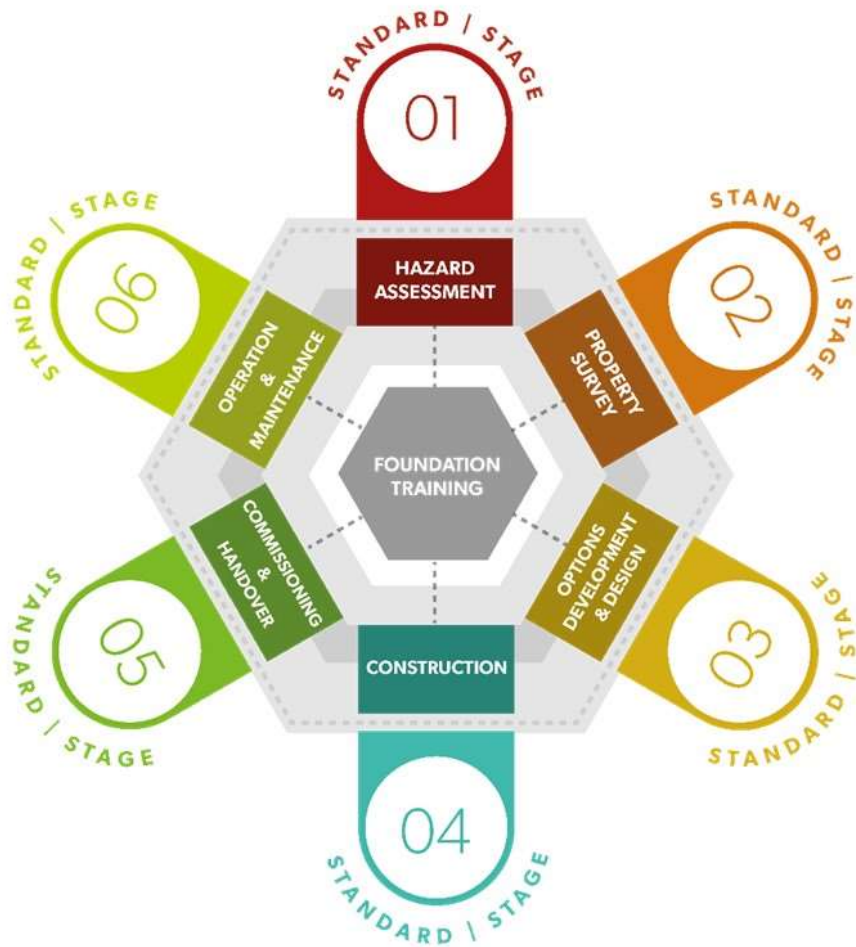 STANDARD | STAGE
01
HAZARD
ASSESSMENT
STANDARD | STAGE
02
PROPERTY
SURVEY
STANDARD | STAGE
03
OPTIONS
DEVELOPMENT
& DESIGN
STANDARD | STAGE
04
CONSTRUCTION
STANDARD | STAGE
05
COMMISSIONING
&
HANDOVER
STANDARD | STAGE
06
OPERATION
&
MAINTENANCE
FOUNDATION
TRAINING